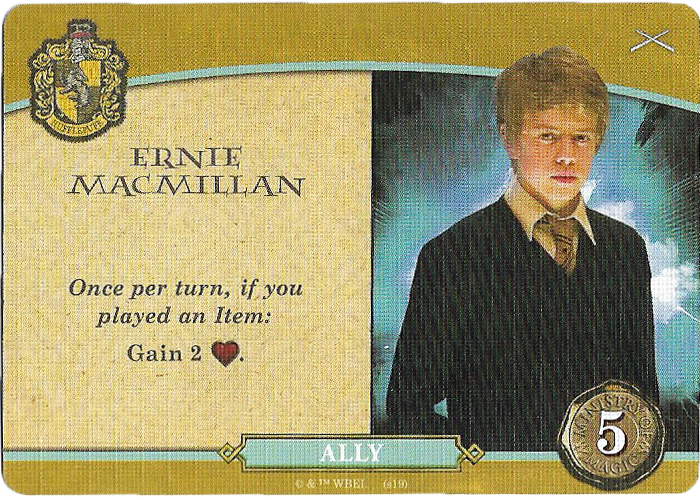 HUFFLEPUFF
ERNIE
MACMILLAN
Once per turn, if you
played an Item:
Gain 2 .
MINISTRY OF
MAGIC
5
ALLY
© & ™ WBEI. (s19)